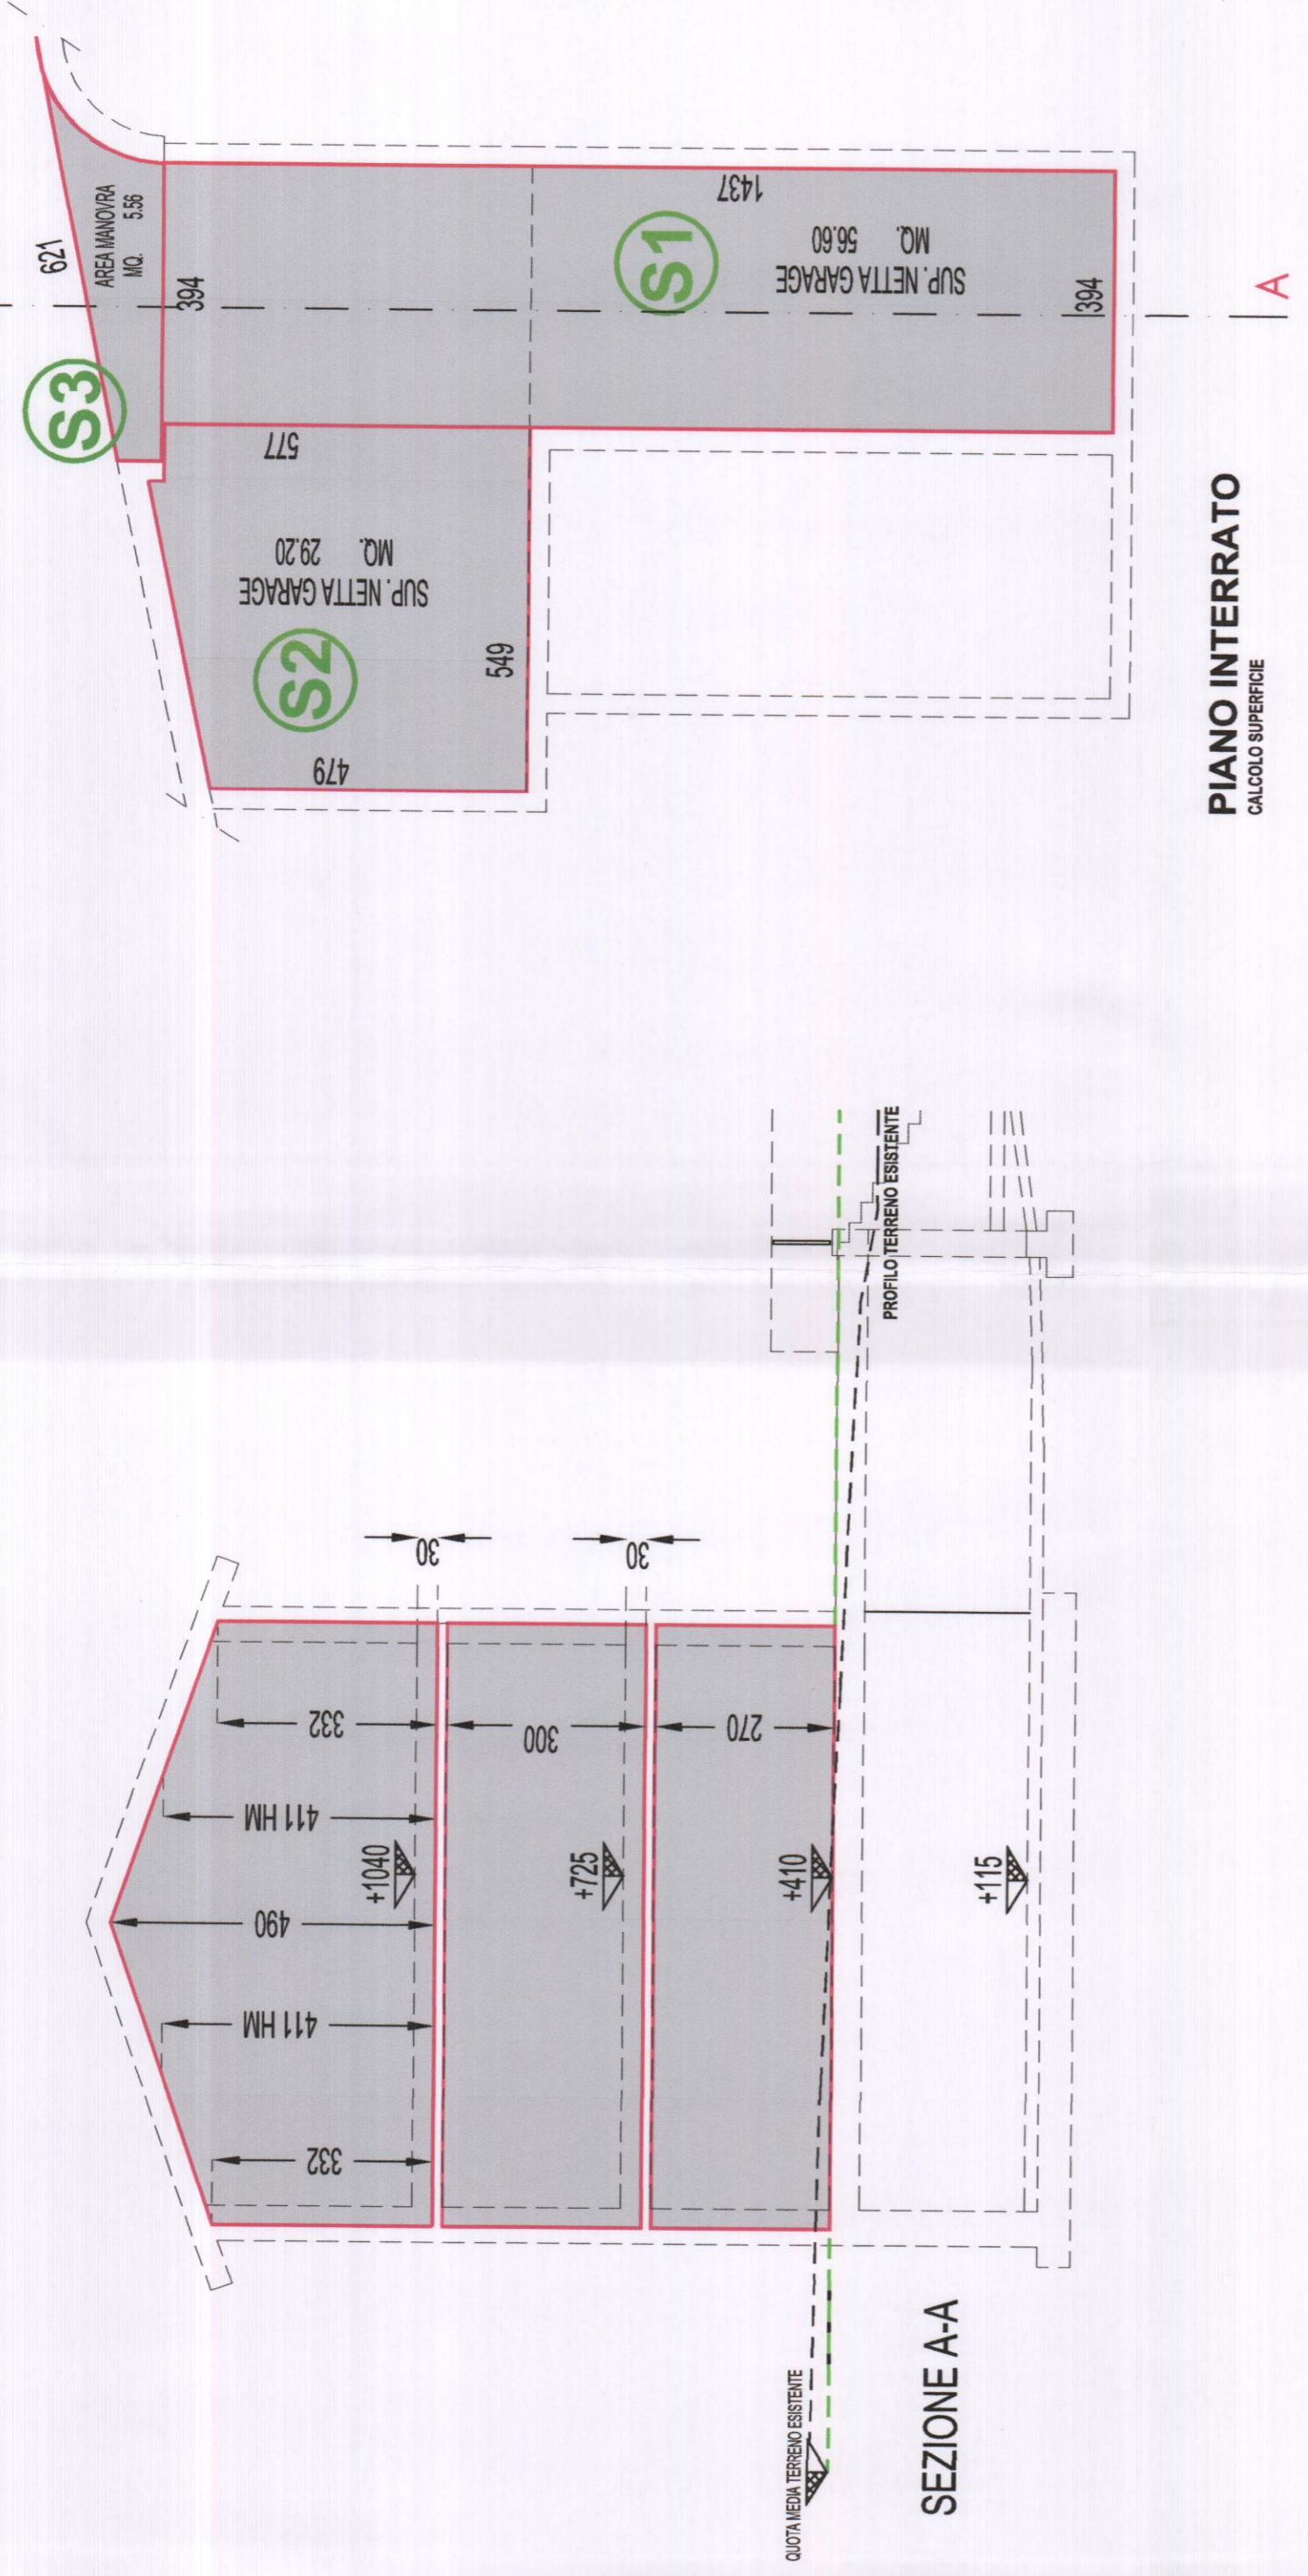 621
AREA MANOVRA
MQ. 5.56
S3
394
577
1437
S1
SUP. NETTA GARAGE
MQ. 56.60
394
A
SUP. NETTA GARAGE
MQ. 29.20
S2
549
479
PIANO INTERRATO
CALCOLO SUPERFICIE
PROFILO TERRENO ESISTENTE
30
30
332
300
270
411 HM
490
411 HM
332
+1040
+725
+410
+115
QUOTA MEDIA TERRENO ESISTENTE
SEZIONE A-A